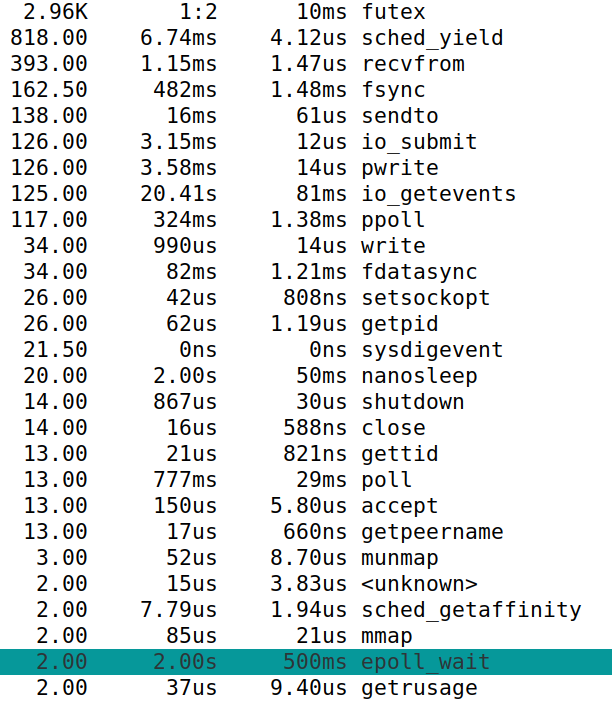 2.96K 1:2 10ms futex
818.00 6.74ms 4.12us sched_yield
393.00 1.15ms 1.47us recvfrom
162.50 482ms 1.48ms fsync
138.00 16ms 61us sendto
126.00 3.15ms 12us io_submit
126.00 3.58ms 14us pwrite
125.00 20.41s 81ms io_getevents
117.00 324ms 1.38ms ppoll
34.00 990us 14us write
34.00 82ms 1.21ms fdatasync
26.00 42us 808ns setsockopt
26.00 62us 1.19us getpid
21.50 0ns 0ns sysdigevent
20.00 2.00s 50ms nanosleep
14.00 867us 30us shutdown
14.00 16us 588ns close
13.00 21us 821ns gettid
13.00 777ms 29ms poll
13.00 150us 5.80us accept
13.00 17us 660ns getpeername
3.00 52us 8.70us munmap
2.00 15us 3.83us <unknown>
2.00 7.79us 1.94us sched_getaffinity
2.00 85us 21us mmap
2.00 2.00s 500ms epoll_wait
2.00 37us 9.40us getrusage